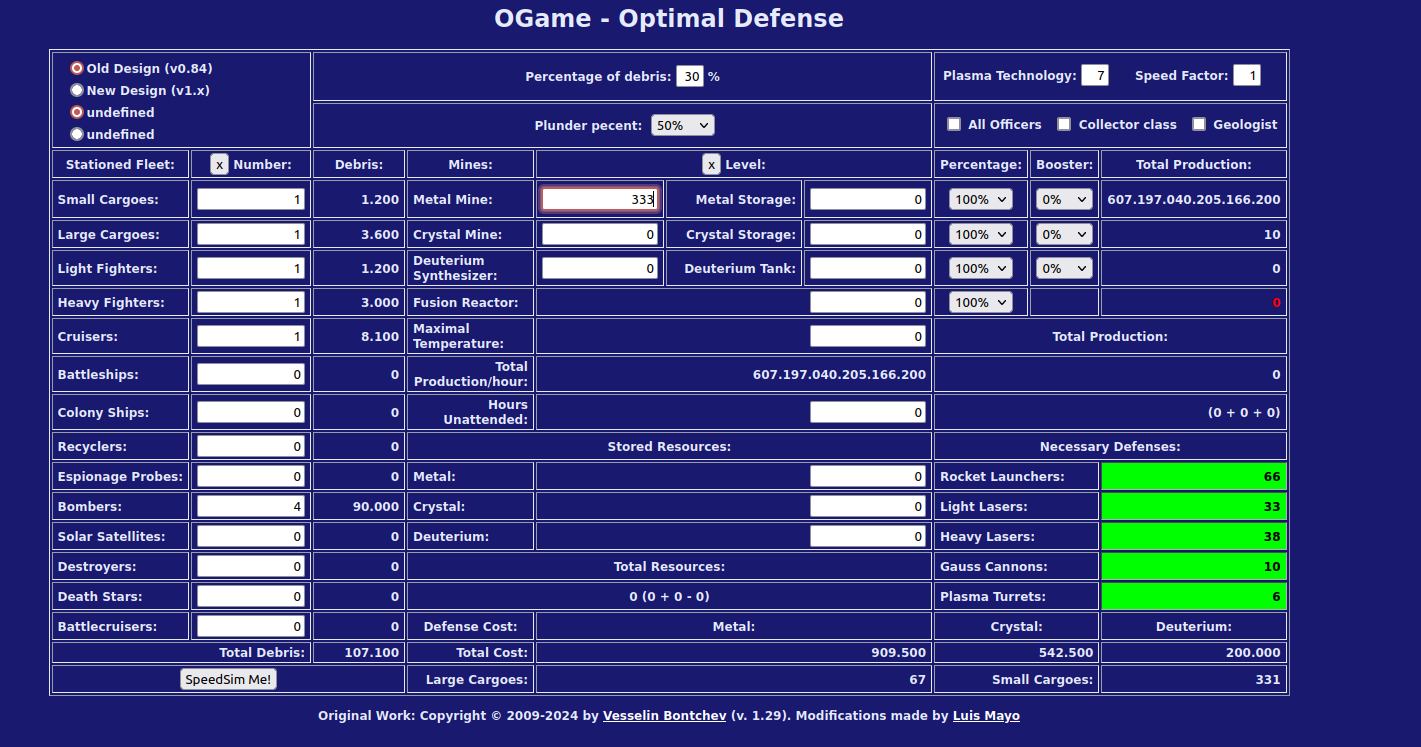 OGame - Optimal Defense
Old Design (v0.84)
New Design (v1.x)
undefined
undefined
Percentage of debris: 30 %
Plunder pecent: 50%
Plasma Technology: 7 Speed Factor: 1
All Officers Collector class Geologist
Stationed Fleet: x Number: Debris: Mines: x Level: Percentage: Booster: Total Production:
Small Cargoes: 1 1.200 Metal Mine: 333 Metal Storage: 0 100% 0% 607.197.040.205.166.200
Large Cargoes: 1 3.600 Crystal Mine: 0 Crystal Storage: 0 100% 0% 10
Light Fighters: 1 1.200 Deuterium Synthesizer: 0 Deuterium Tank: 0 100% 0% 0
Heavy Fighters: 1 3.000 Fusion Reactor: 0 100% 0
Cruisers: 1 8.100 Maximal Temperature: 0 Total Production:
Battleships: 0 0 Total Production/hour: 607.197.040.205.166.200 0
Colony Ships: 0 0 Hours Unattended: 0 (0 + 0 + 0)
Recyclers: 0 0 Stored Resources: Necessary Defenses:
Espionage Probes: 0 0 Metal: 0 Rocket Launchers: 66
Bombers: 4 90.000 Crystal: 0 Light Lasers: 33
Solar Satellites: 0 0 Deuterium: 0 Heavy Lasers: 38
Destroyers: 0 0 Total Resources: Gauss Cannons: 10
Death Stars: 0 0 0 (0 + 0 - 0) Plasma Turrets: 6
Battlecruisers: 0 0 Defense Cost: Metal: Crystal: Deuterium:
Total Debris: 107.100 Total Cost: 909.500 542.500 200.000
SpeedSim Me! Large Cargoes: 67 Small Cargoes: 331
Original Work: Copyright © 2009-2024 by Vesselin Bontchev (v. 1.29). Modifications made by Luis Mayo